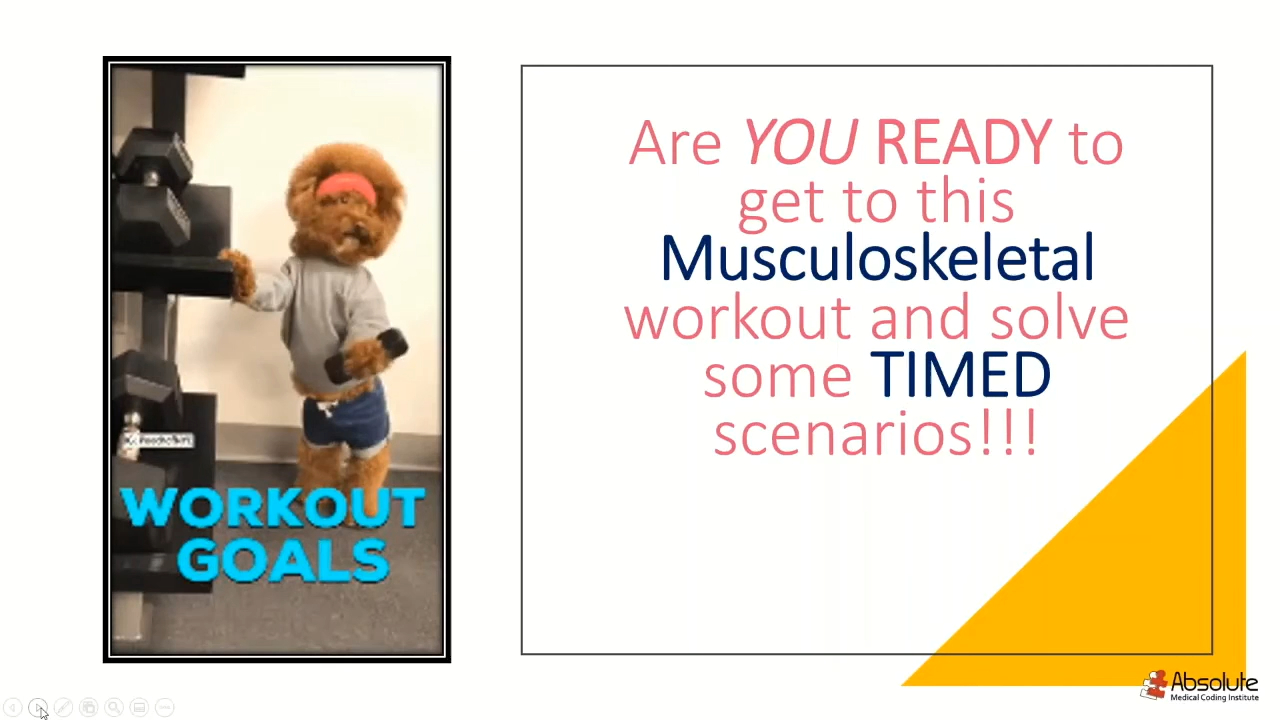 Are YOU READY to
get to this
Musculoskeletal
workout and solve
some TIMED
scenarios!!!
WORKOUT
GOALS
Absolute
Medical Coding Institute